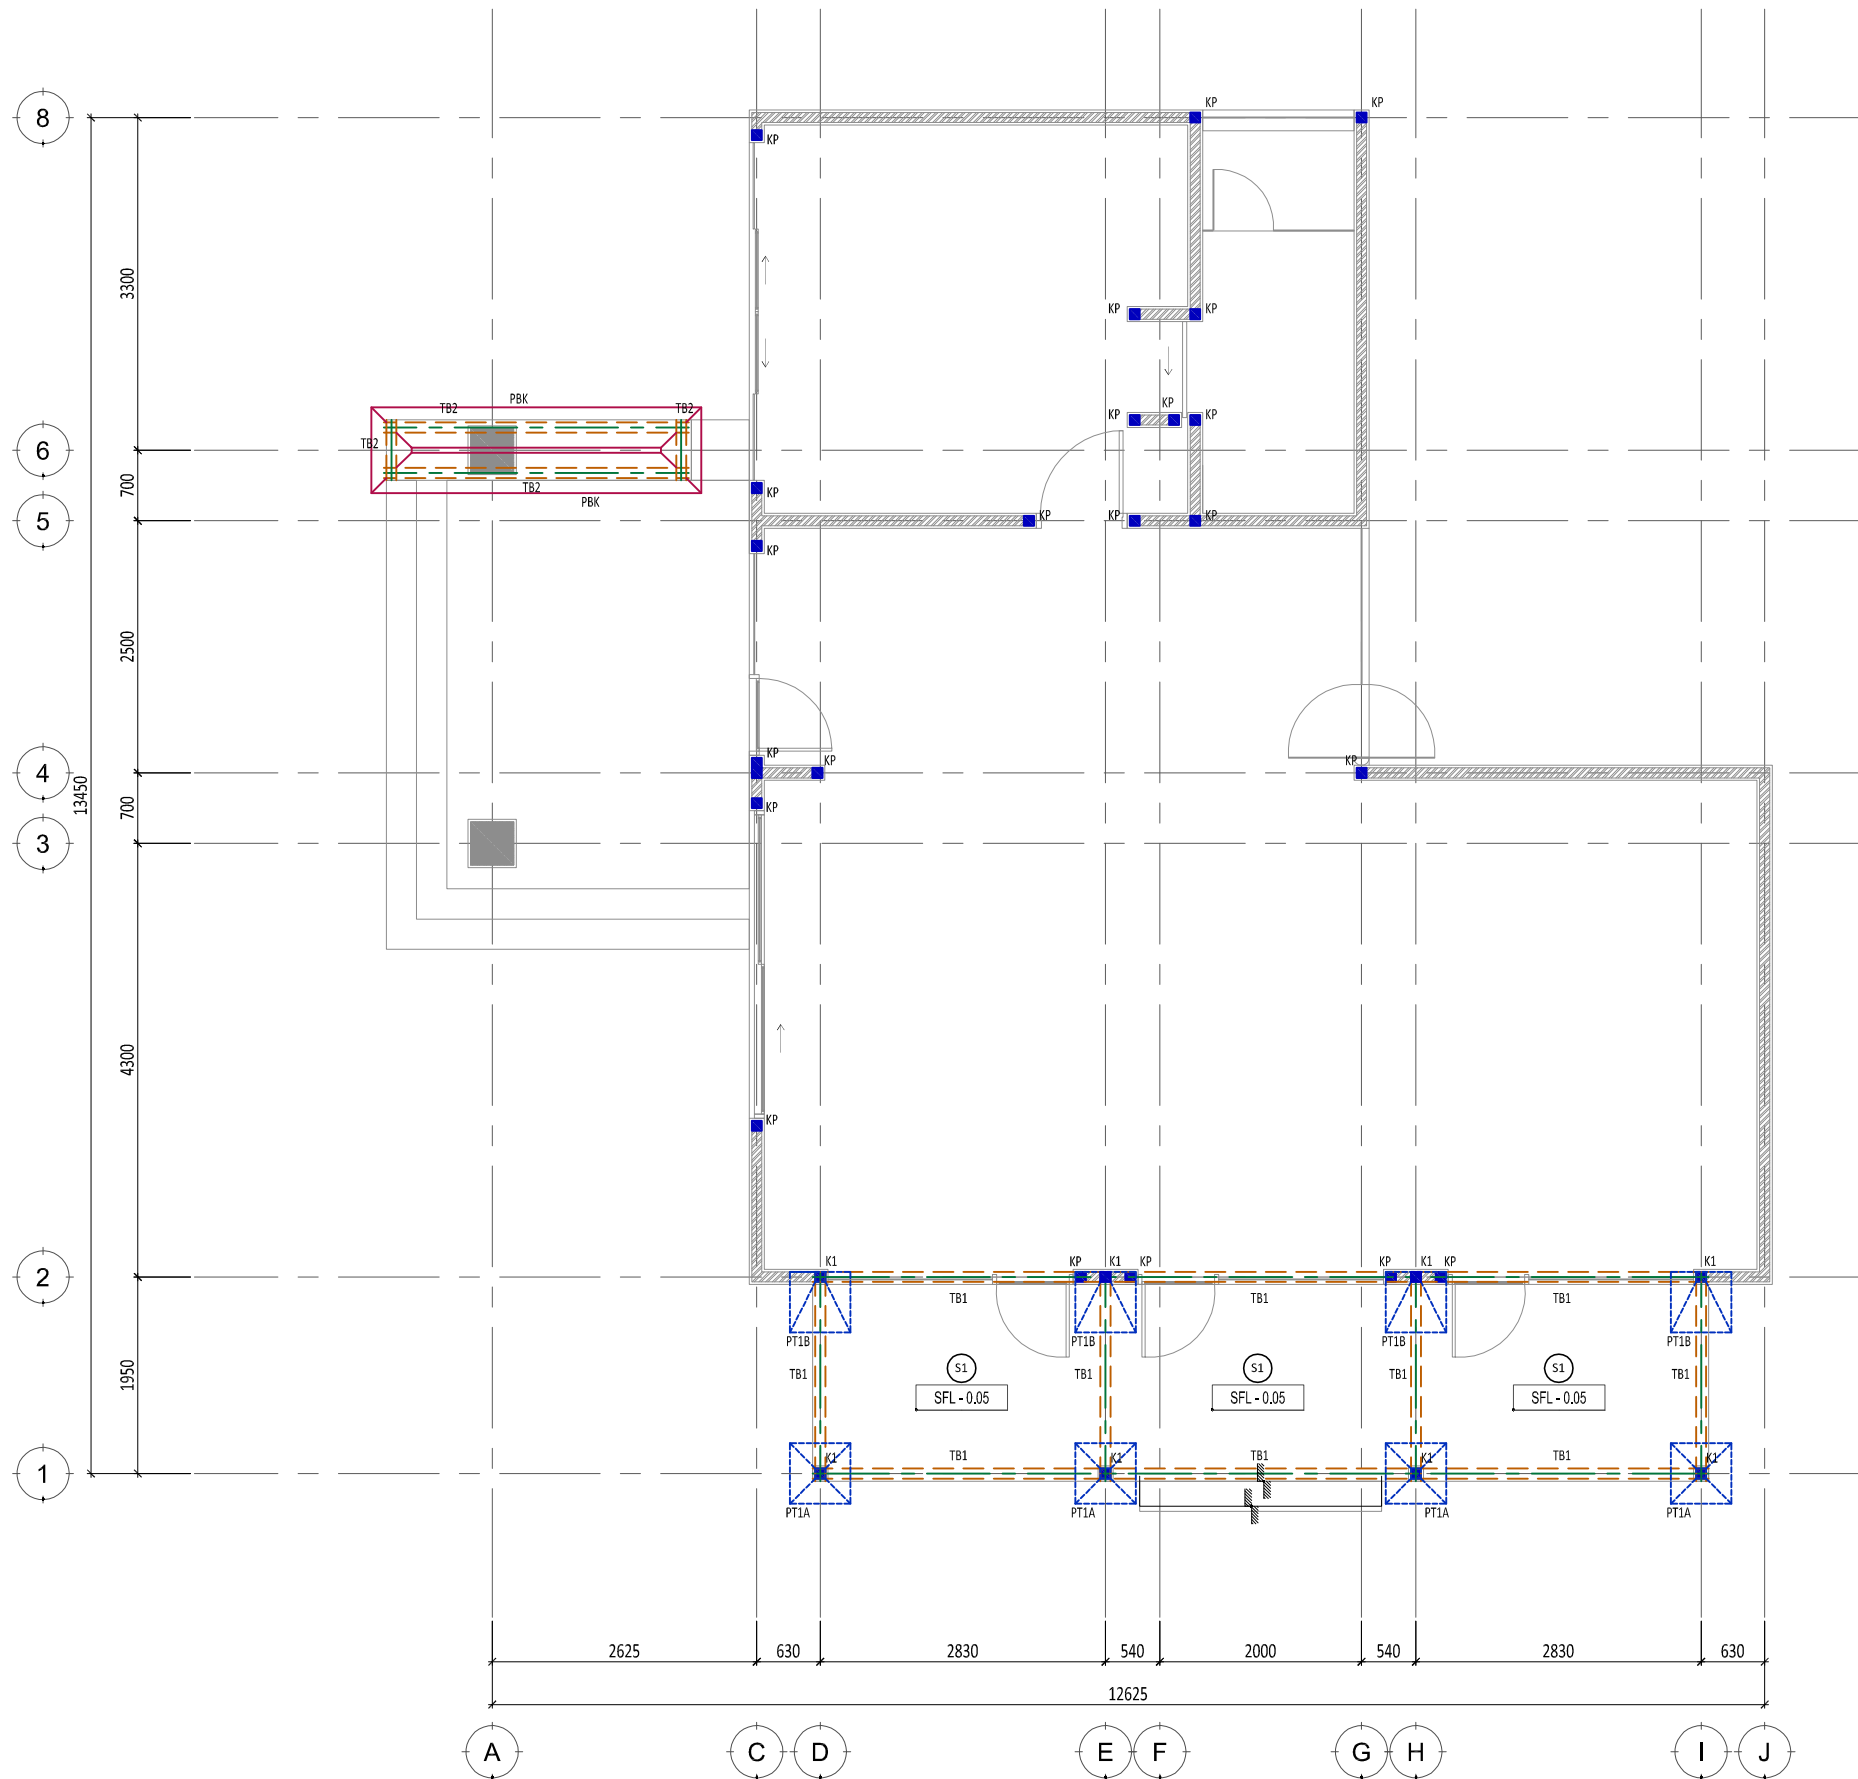 KP
KP
8
KP
3300
KP
KP
PBK
TB2
TB2
KP
KP
KP
TB2
6
700
TB2
KP
PBK
5
KP
KP
KP
KP
2500
KP
KP
KP
4
13450
700
KP
3
4300
KP
2
K1
KP
K1
KP
KP
K1
KP
K1
TB1
TB1
TB1
PT1B
PT1B
PT1B
PT1B
1950
TB1
TB1
TB1
TB1
S1
S1
S1
SFL - 0.05
SFL - 0.05
SFL - 0.05
K1
TB1
K1
TB1
K1
TB1
K1
1
PT1A
PT1A
PT1A
PT1A
2625
630
2830
540
2000
540
2830
630
12625
A
C
D
E
F
G
H
I
J